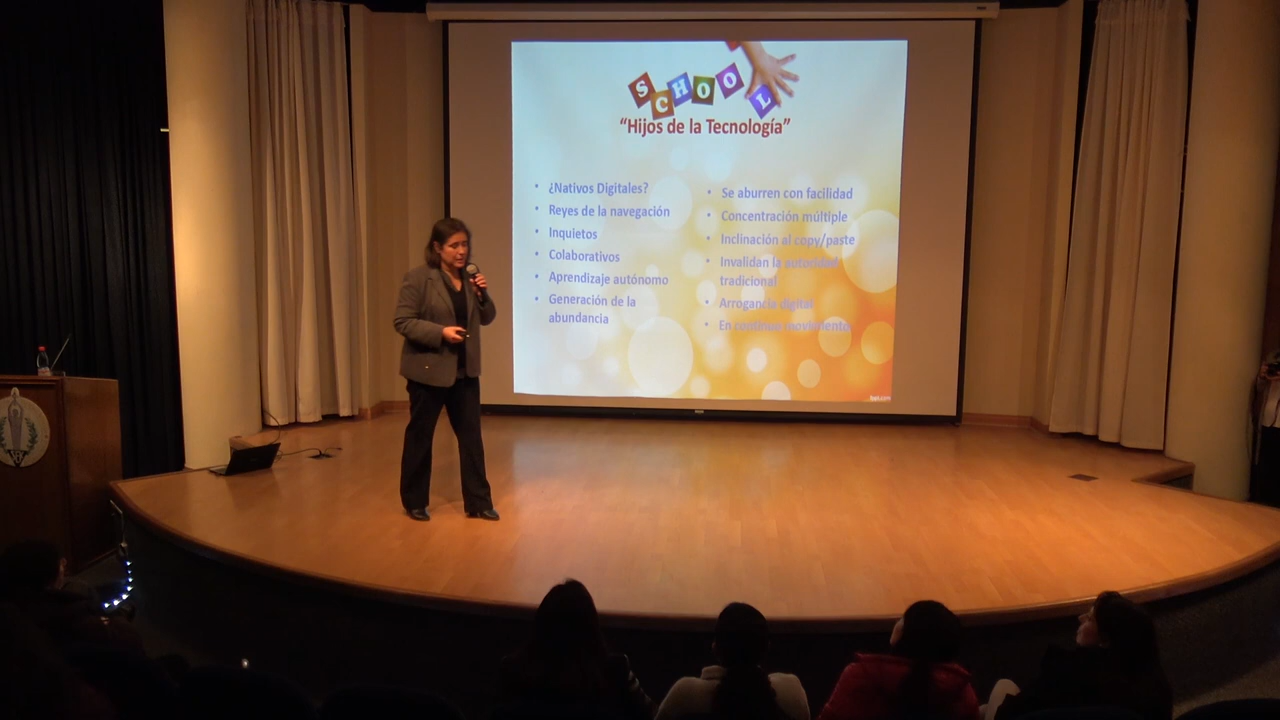 SCHOOL
“Hijos de la Tecnología”
• ¿Nativos Digitales?
• Reyes de la navegación
• Inquietos
• Colaborativos
• Aprendizaje autónomo
• Generación de la
abundancia
• Se aburren con facilidad
• Concentración múltiple
• Inclinación al copy/paste
• Invalidan la autoridad
tradicional
• Arrogancia digital
• En continuo movimiento